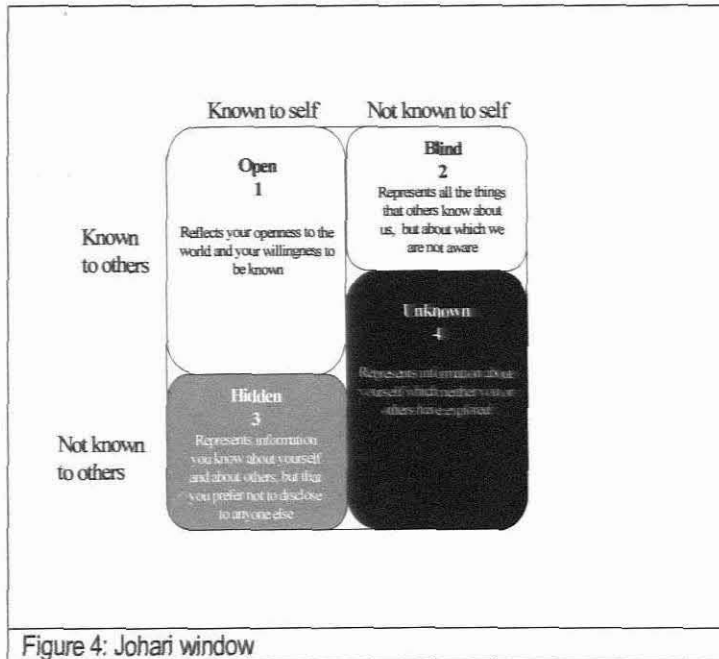 Known to self Not known to self
Open
1
Reflects your openness to the
world and your willingness to
be known
Blind
2
Represents all the things
that others know about
us, but about which we
are not aware
Known
to others
Unknown
4
Represents information about
yourself which neither you or
others have explored
Hidden
3
Represents information
you know about yourself
and about others, but that
you prefer not to disclose
to anyone else
Not known
to others
Figure 4: Johari window